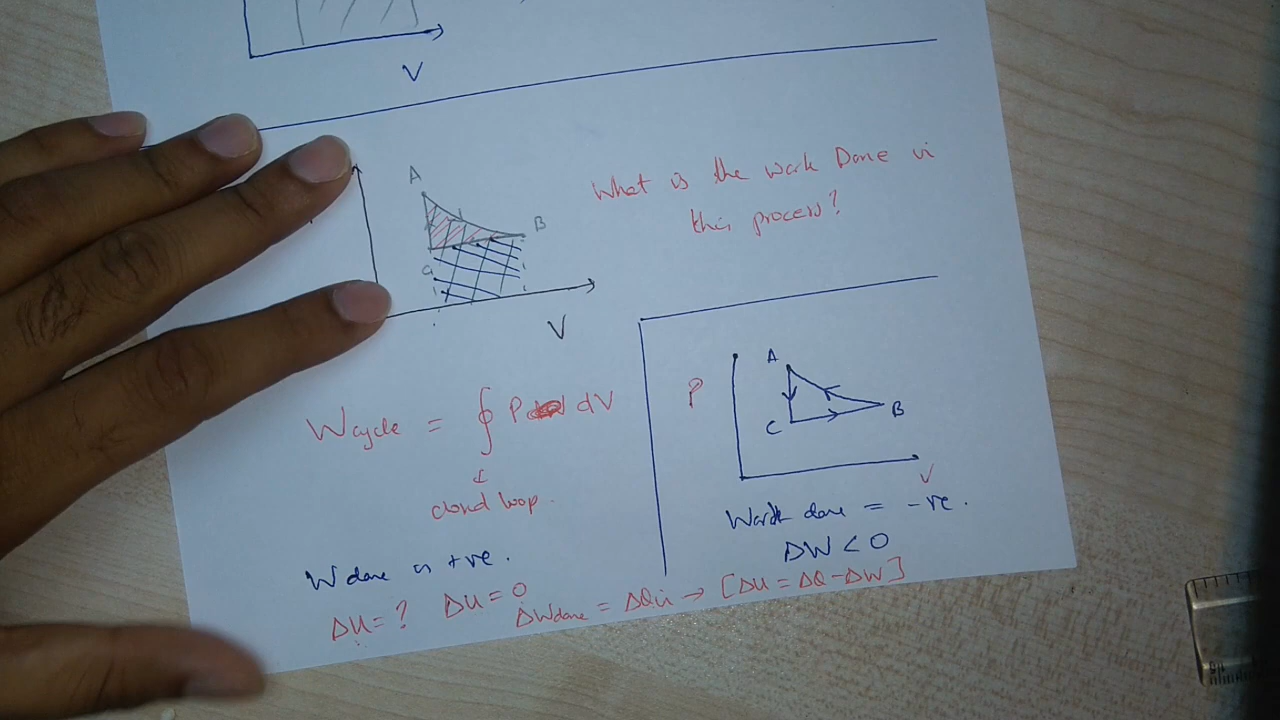 V
A
B
C
V
What is the work Done in
this process?
Wcycle = ∮ P dV
closed loop.
Wdone is +ve.
ΔU = ? ΔU = 0
ΔWdone = ΔQin → [ΔU = ΔQ - ΔW]
P
A
B
C
V
Work done = -ve.
ΔW < 0